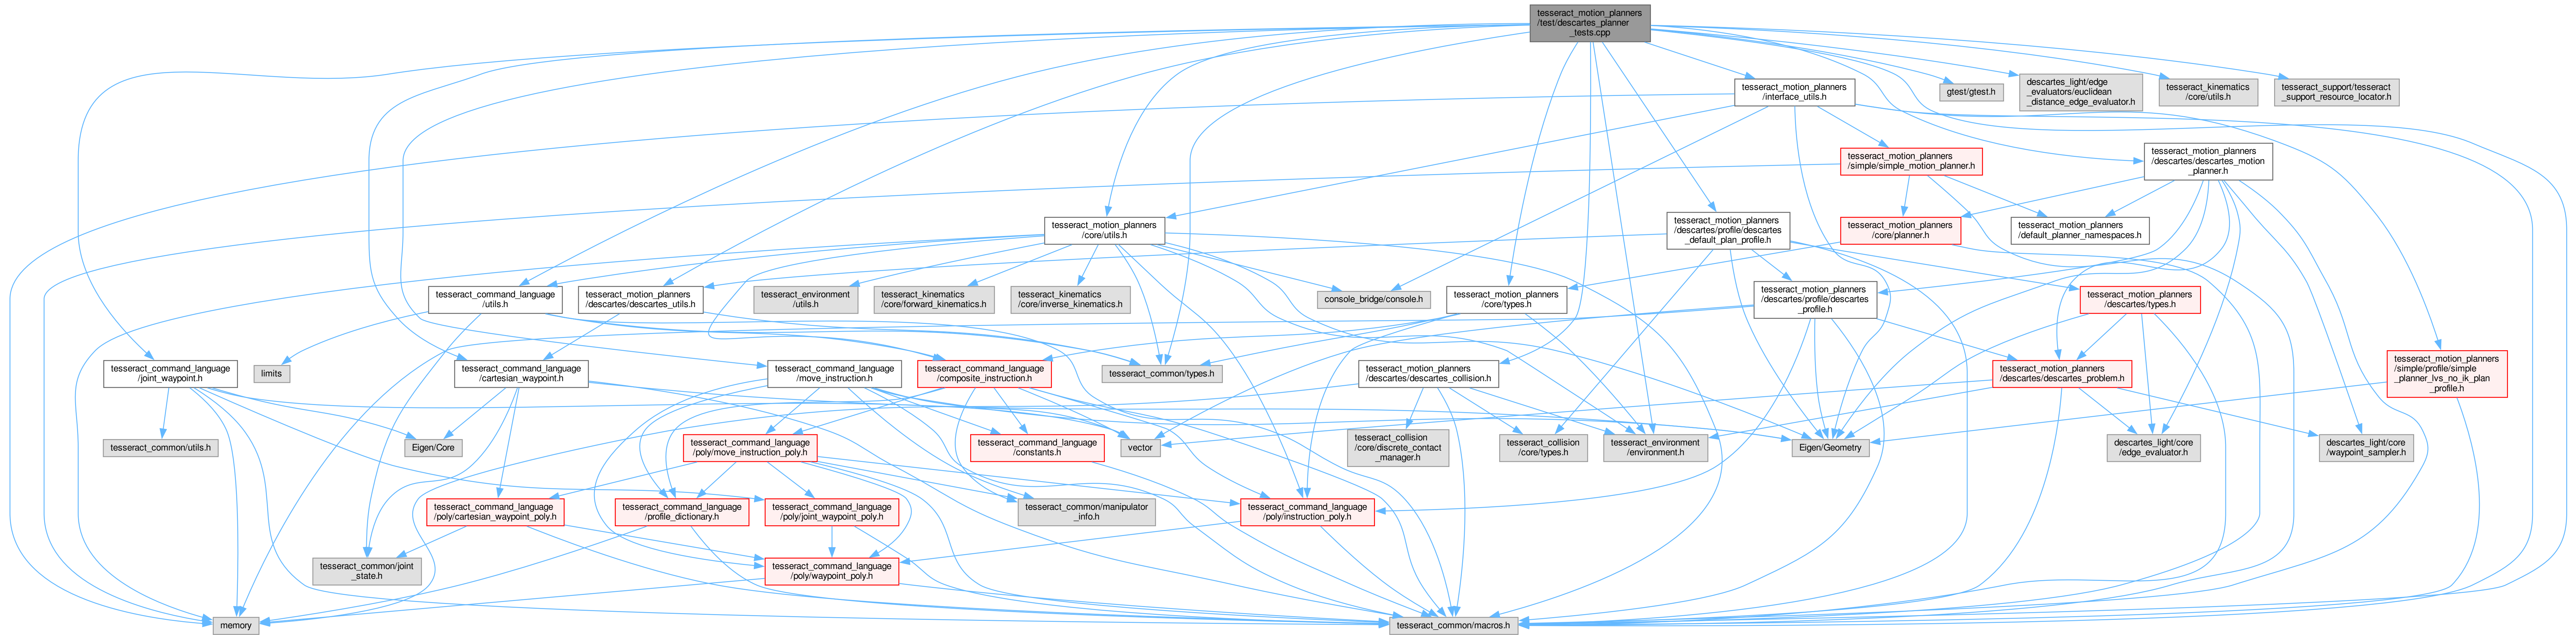 tesseract_motion_planners
/test/descartes_planner
_tests.cpp
tesseract_motion_planners
/interface_utils.h
gtest/gtest.h
descartes_light/edge
_evaluators/euclidean
_distance_edge_evaluator.h
tesseract_kinematics
/core/utils.h
tesseract_support/tesseract
_support_resource_locator.h
tesseract_motion_planners
/simple/simple_motion_planner.h
tesseract_motion_planners
/descartes/descartes_motion
_planner.h
tesseract_motion_planners
/core/utils.h
tesseract_motion_planners
/descartes/profile/descartes
_default_plan_profile.h
tesseract_motion_planners
/core/planner.h
tesseract_motion_planners
/default_planner_namespaces.h
tesseract_command_language
/utils.h
tesseract_motion_planners
/descartes/descartes_utils.h
tesseract_environment
/utils.h
tesseract_kinematics
/core/forward_kinematics.h
tesseract_kinematics
/core/inverse_kinematics.h
console_bridge/console.h
tesseract_motion_planners
/core/types.h
tesseract_motion_planners
/descartes/profile/descartes
_profile.h
tesseract_motion_planners
/descartes/types.h
tesseract_command_language
/joint_waypoint.h
limits
tesseract_command_language
/cartesian_waypoint.h
tesseract_command_language
/move_instruction.h
tesseract_command_language
/composite_instruction.h
tesseract_common/types.h
tesseract_motion_planners
/descartes/descartes_collision.h
tesseract_motion_planners
/descartes/descartes_problem.h
tesseract_motion_planners
/simple/profile/simple
_planner_lvs_no_ik_plan
_profile.h
tesseract_common/utils.h
Eigen/Core
tesseract_command_language
/poly/move_instruction_poly.h
tesseract_command_language
/constants.h
vector
tesseract_collision
/core/discrete_contact
_manager.h
tesseract_collision
/core/types.h
tesseract_environment
/environment.h
Eigen/Geometry
descartes_light/core
/edge_evaluator.h
descartes_light/core
/waypoint_sampler.h
tesseract_command_language
/poly/cartesian_waypoint_poly.h
tesseract_command_language
/profile_dictionary.h
tesseract_command_language
/poly/joint_waypoint_poly.h
tesseract_common/manipulator
_info.h
tesseract_command_language
/poly/instruction_poly.h
tesseract_common/joint
_state.h
tesseract_command_language
/poly/waypoint_poly.h
memory
tesseract_common/macros.h